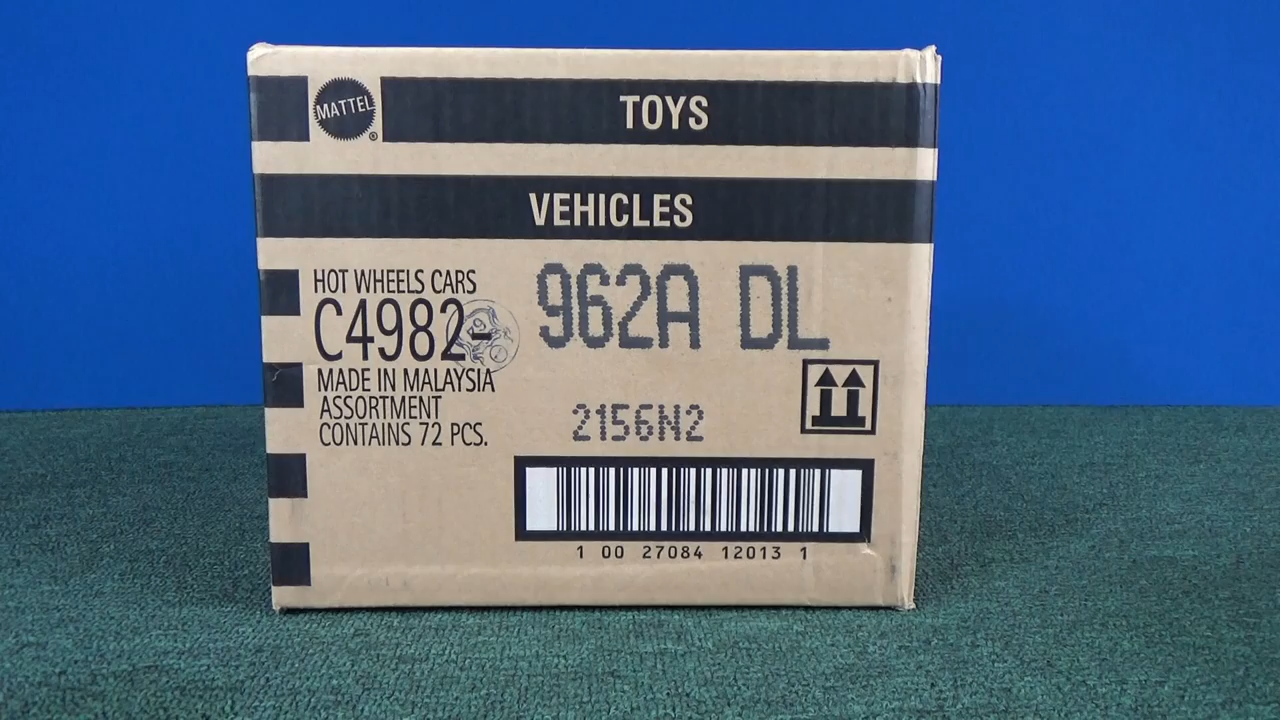 MATTEL
®
TOYS
VEHICLES
HOT WHEELS CARS
C4982-
962A DL
MADE IN MALAYSIA
ASSORTMENT
CONTAINS 72 PCS.
2156N2
1 00 27084 12013 1